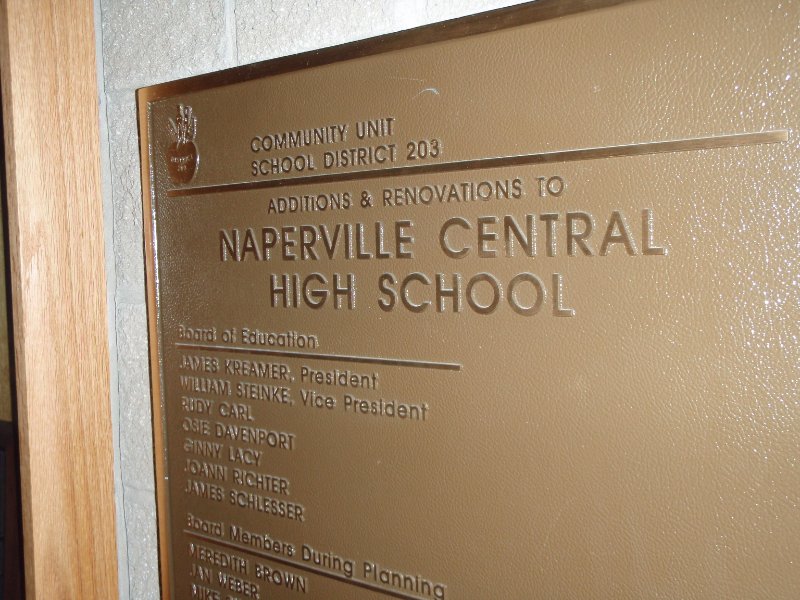 COMMUNITY UNIT
SCHOOL DISTRICT 203
ADDITIONS & RENOVATIONS TO
NAPERVILLE CENTRAL
HIGH SCHOOL
Board of Education
JAMES KREAMER, President
WILLIAM STEINKE, Vice President
RUDY CARL
OSIE DAVENPORT
GINNY LACY
JOANN RICHTER
JAMES SCHLESSER
Board Members During Planning
MEREDITH BROWN
JAN WEBER
MIKE